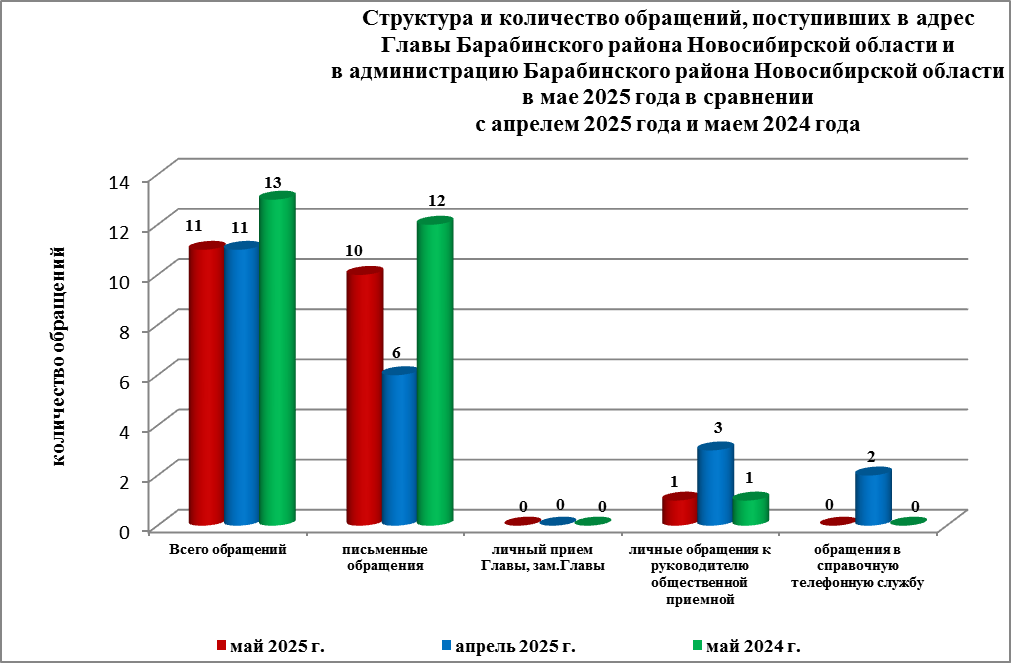 Структура и количество обращений, поступивших в адрес
Главы Барабинского района Новосибирской области и
в администрацию Барабинского района Новосибирской области
в мае 2025 года в сравнении
с апрелем 2025 года и маем 2024 года
количество обращений
14
12
10
8
6
4
2
0
11 11 13
10 6 12
0 0 0
1 3 1
0 2 0
Всего обращений
письменные
обращения
личный прием
Главы, зам.Главы
личные обращения к
руководителю
общественной
приемной
обращения в
справочную
телефонную службу
май 2025 г. апрель 2025 г. май 2024 г.